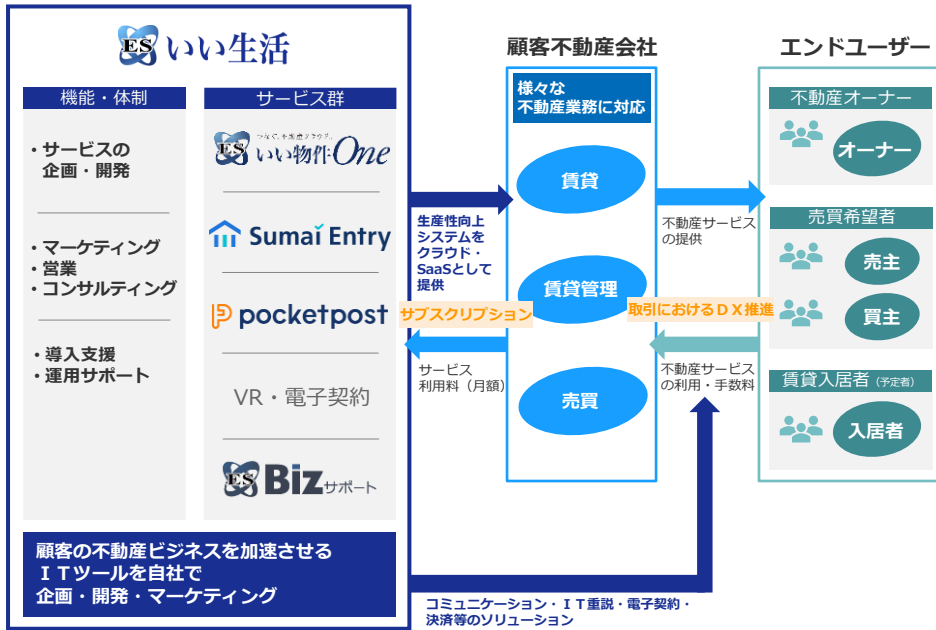 ES いい生活
機能・体制
・サービスの
企画・開発
・マーケティング
・営業
・コンサルティング
・導入支援
・運用サポート
サービス群
つなぐ、不動産クラウド。
ES いい物件One
Sumai Entry
pocketpost
VR・電子契約
ES Bizサポート
顧客の不動産ビジネスを加速させる
ＩＴツールを自社で
企画・開発・マーケティング
生産性向上
システムを
クラウド・
SaaSとして
提供
サブスクリプション
サービス
利用料（月額）
顧客不動産会社
様々な
不動産業務に対応
賃貸
賃貸管理
売買
不動産サービス
の提供
取引におけるＤＸ推進
不動産サービス
の利用・手数料
コミュニケーション・ＩＴ重説・電子契約・
決済等のソリューション
エンドユーザー
不動産オーナー
オーナー
売買希望者
売主
買主
賃貸入居者（予定者）
入居者